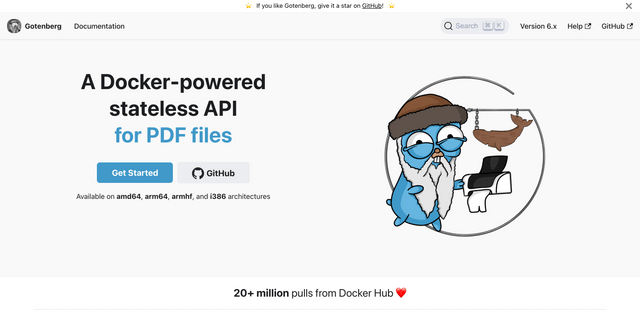 ⭐ If you like Gotenberg, give it a star on GitHub! ⭐
Gotenberg Documentation Search ⌘ K Version 6.x Help GitHub
A Docker-powered
stateless API
for PDF files
Get Started GitHub
Available on amd64, arm64, armhf, and i386 architectures
20+ million pulls from Docker Hub ❤️